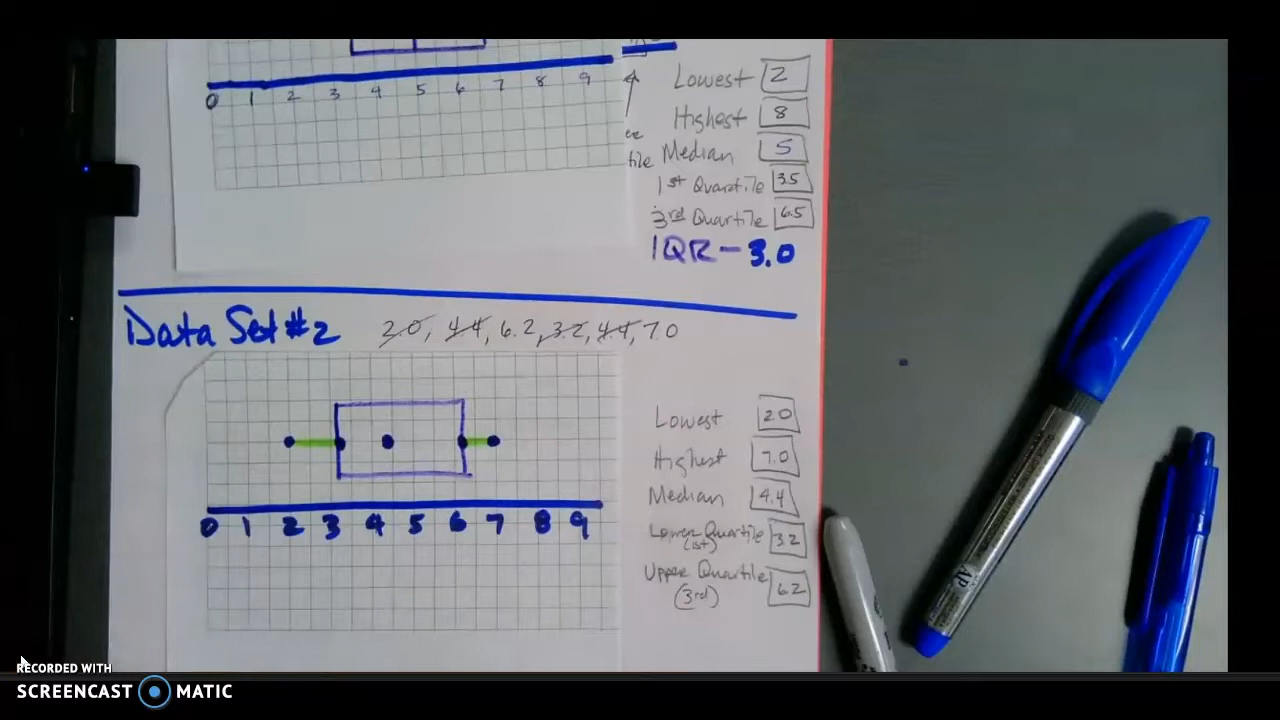 0 1 2 3 4 5 6 7 8 9
Lowest 2
Highest 8
tile Median 5
1st Quartile 3.5
3rd Quartile 6.5
IQR - 3.0
Data Set #2 2.0, 4.4, 6.2, 3.2, 4.4, 7.0
Lowest 2.0
Highest 7.0
Median 4.4
Lower Quartile 3.2
(1st)
0 1 2 3 4 5 6 7 8 9
Upper Quartile 6.2
(3rd)
RECORDED WITH
SCREENCAST MATIC